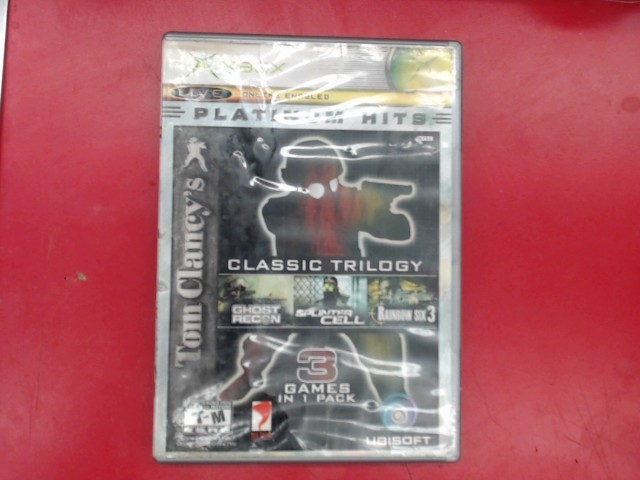 XBOX
LIVE ONLINE ENABLED
PLATINUM HITS
Tom Clancy's
CLASSIC TRILOGY
GHOST RECON
SPLINTER CELL
RAINBOW SIX 3
3
GAMES
IN 1 PACK
T-M
ESRB
UBISOFT